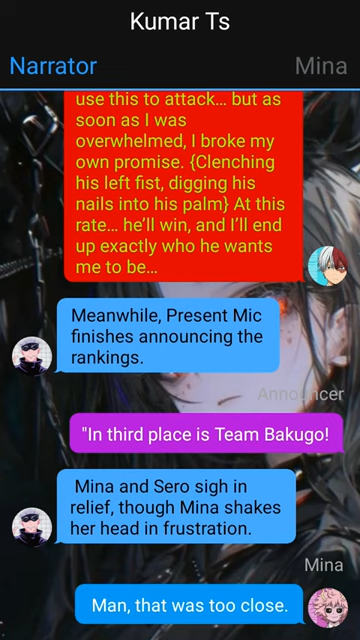 Kumar Ts
Narrator
Mina
use this to attack… but as
soon as I was
overwhelmed, I broke my
own promise. {Clenching
his left fist, digging his
nails into his palm} At this
rate… he’ll win, and I’ll end
up exactly who he wants
me to be…
Meanwhile, Present Mic
finishes announcing the
rankings.
Announcer
"In third place is Team Bakugo!
Mina and Sero sigh in
relief, though Mina shakes
her head in frustration.
Mina
Man, that was too close.